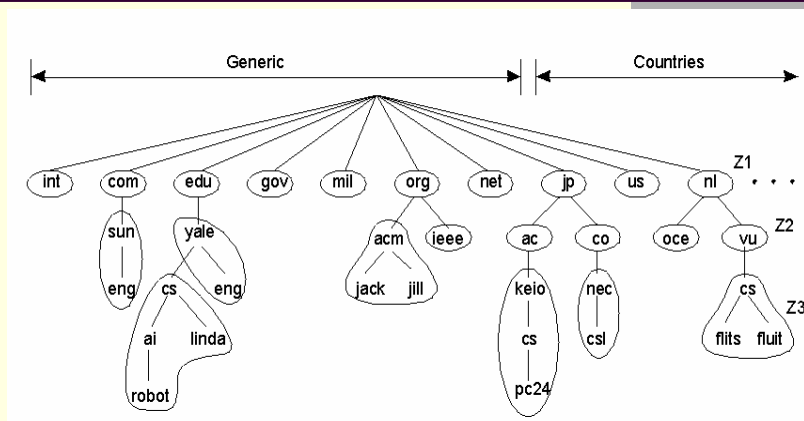 Generic Countries
Z1
int com edu gov mil org net jp us nl . . .
Z2
sun yale acm ieee ac co oce vu
eng cs eng jack jill keio nec cs
Z3
ai linda cs csl flits fluit
robot pc24